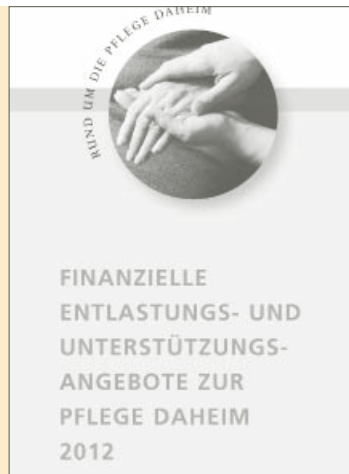 RUND UM DIE PFLEGE DAHEIM
FINANZIELLE
ENTLASTUNGS- UND
UNTERSTÜTZUNGS-
ANGEBOTE ZUR
PFLEGE DAHEIM
2012